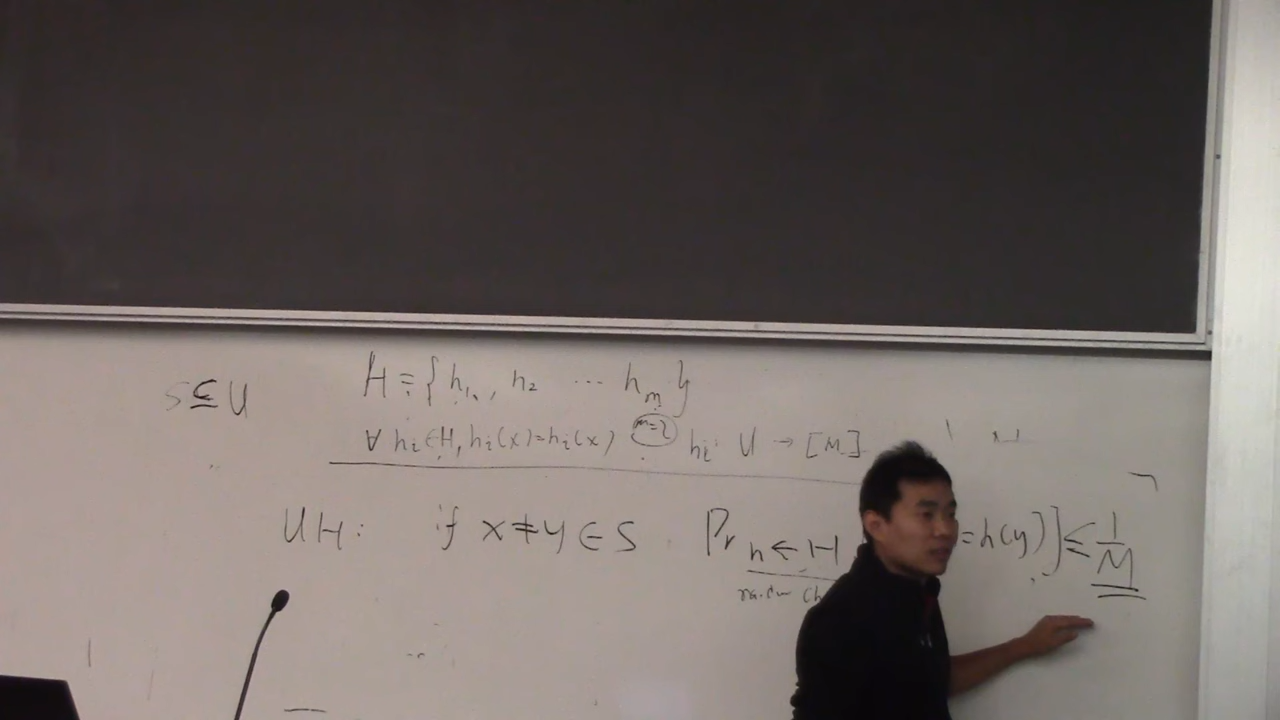 S ⊆ U
H = { h₁, h₂ ... hₘ }
∀ hᵢ ∈ H, hᵢ(x) = hᵢ(x) m=2 hᵢ: U → [M]
UH: if x ≠ y ∈ S . Pr h ← H = h(y) ] ≤ 1/M